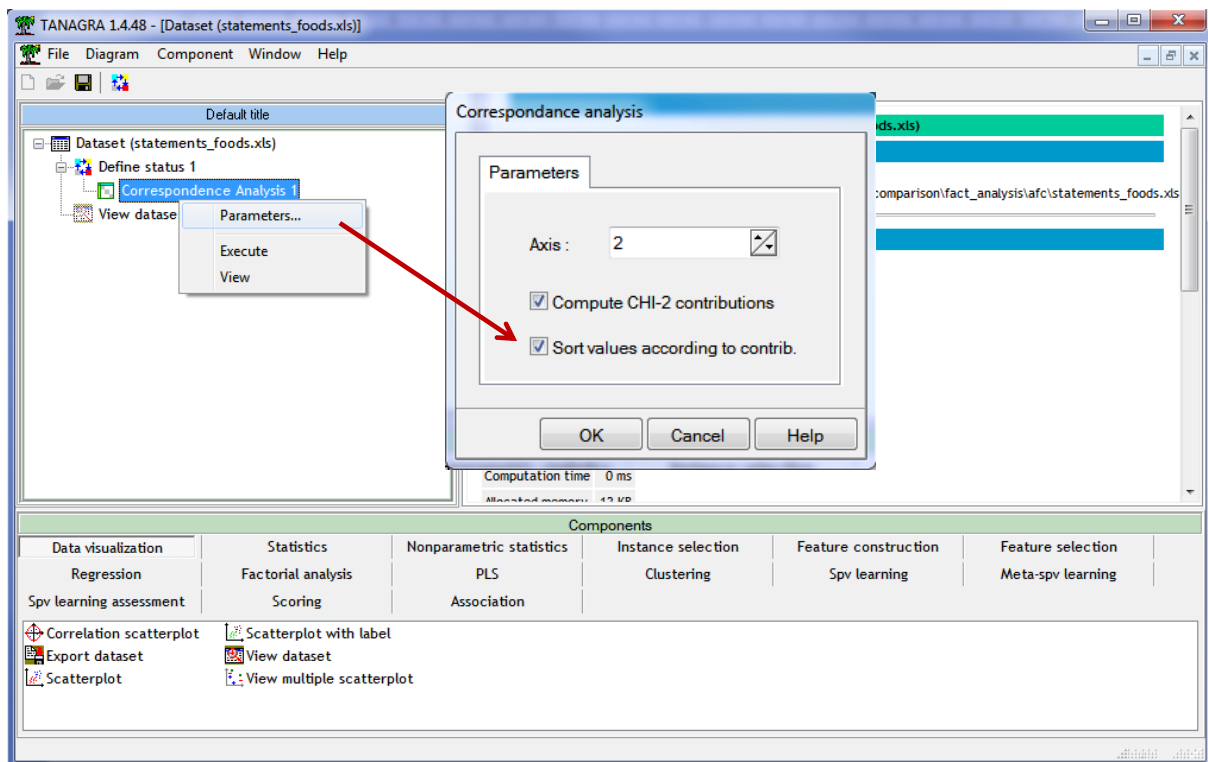 TANAGRA 1.4.48 - [Dataset (statements_foods.xls)]
File Diagram Component Window Help
Default title
Dataset (statements_foods.xls)
Define status 1
Correspondence Analysis 1
View datase
Parameters...
Execute
View
Correspondance analysis
Parameters
Axis : 2
Compute CHI-2 contributions
Sort values according to contrib.
OK Cancel Help
ds.xls)
comparison\fact_analysis\afc\statements_foods.xls
Computation time 0 ms
Allocated memory 12 KB
Components
Data visualization Statistics Nonparametric statistics Instance selection Feature construction Feature selection
Regression Factorial analysis PLS Clustering Spv learning Meta-spv learning
Spv learning assessment Scoring Association
Correlation scatterplot Scatterplot with label
Export dataset View dataset
Scatterplot View multiple scatterplot